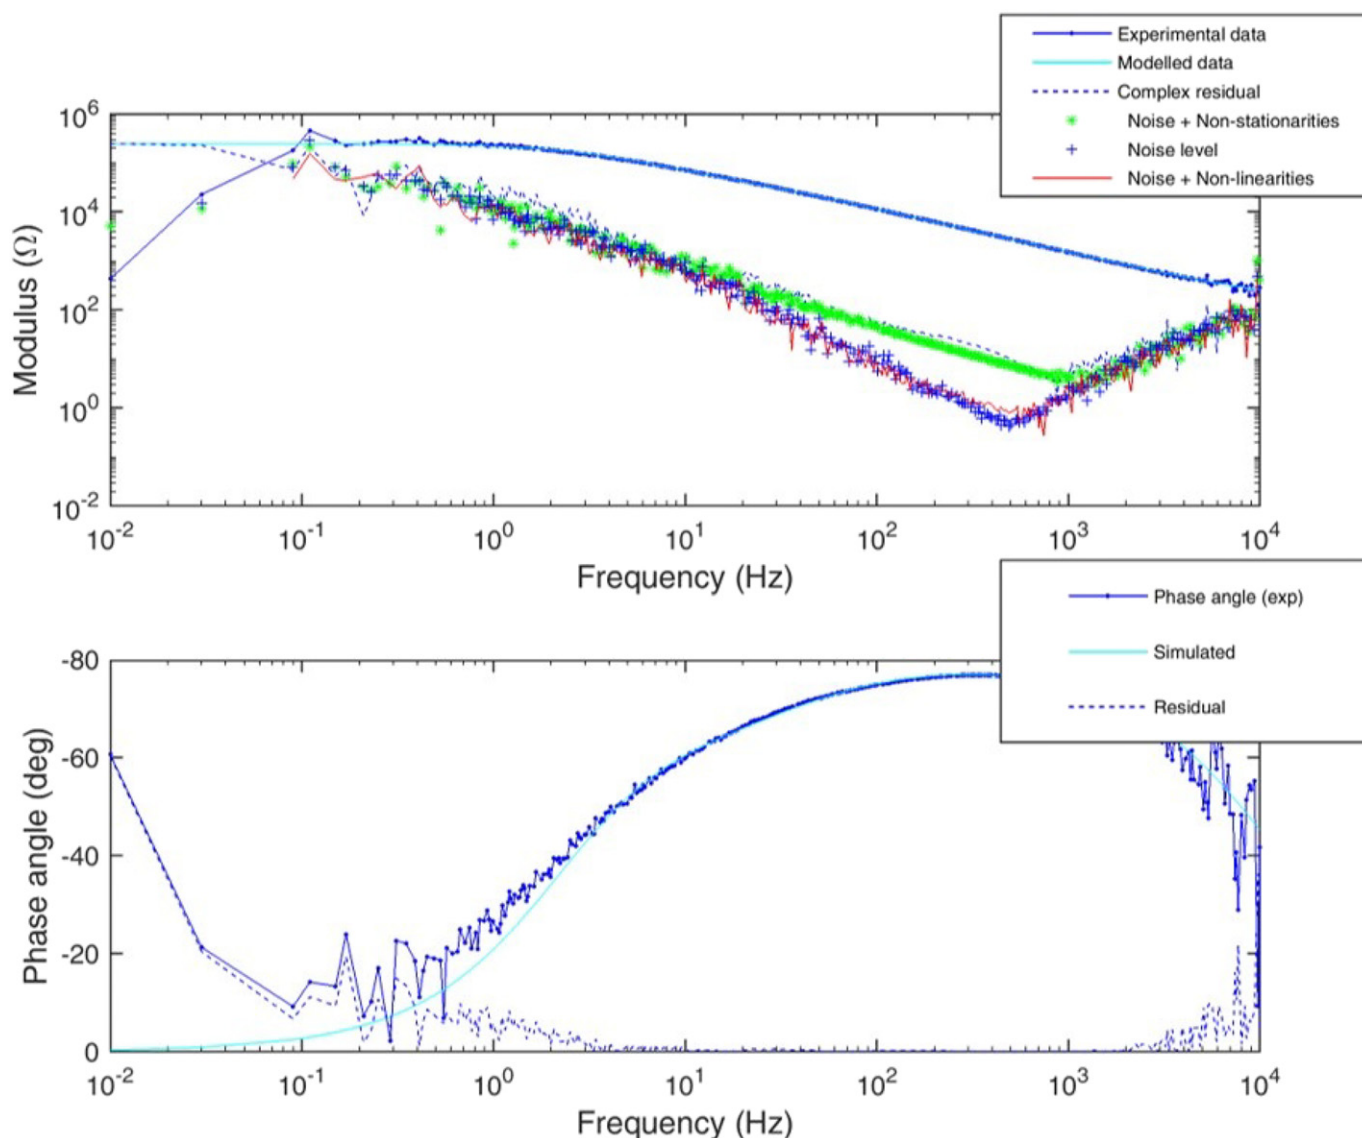 Experimental data
Modelled data
Complex residual
Noise + Non-stationarities
Noise level
Noise + Non-linearities
10^6
10^4
10^2
10^0
10^-2
Modulus (Ω)
10^-2 10^-1 10^0 10^1 10^2 10^3 10^4
Frequency (Hz)
Phase angle (exp)
Simulated
Residual
-80
-60
-40
-20
0
Phase angle (deg)
10^-2 10^-1 10^0 10^1 10^2 10^3 10^4
Frequency (Hz)